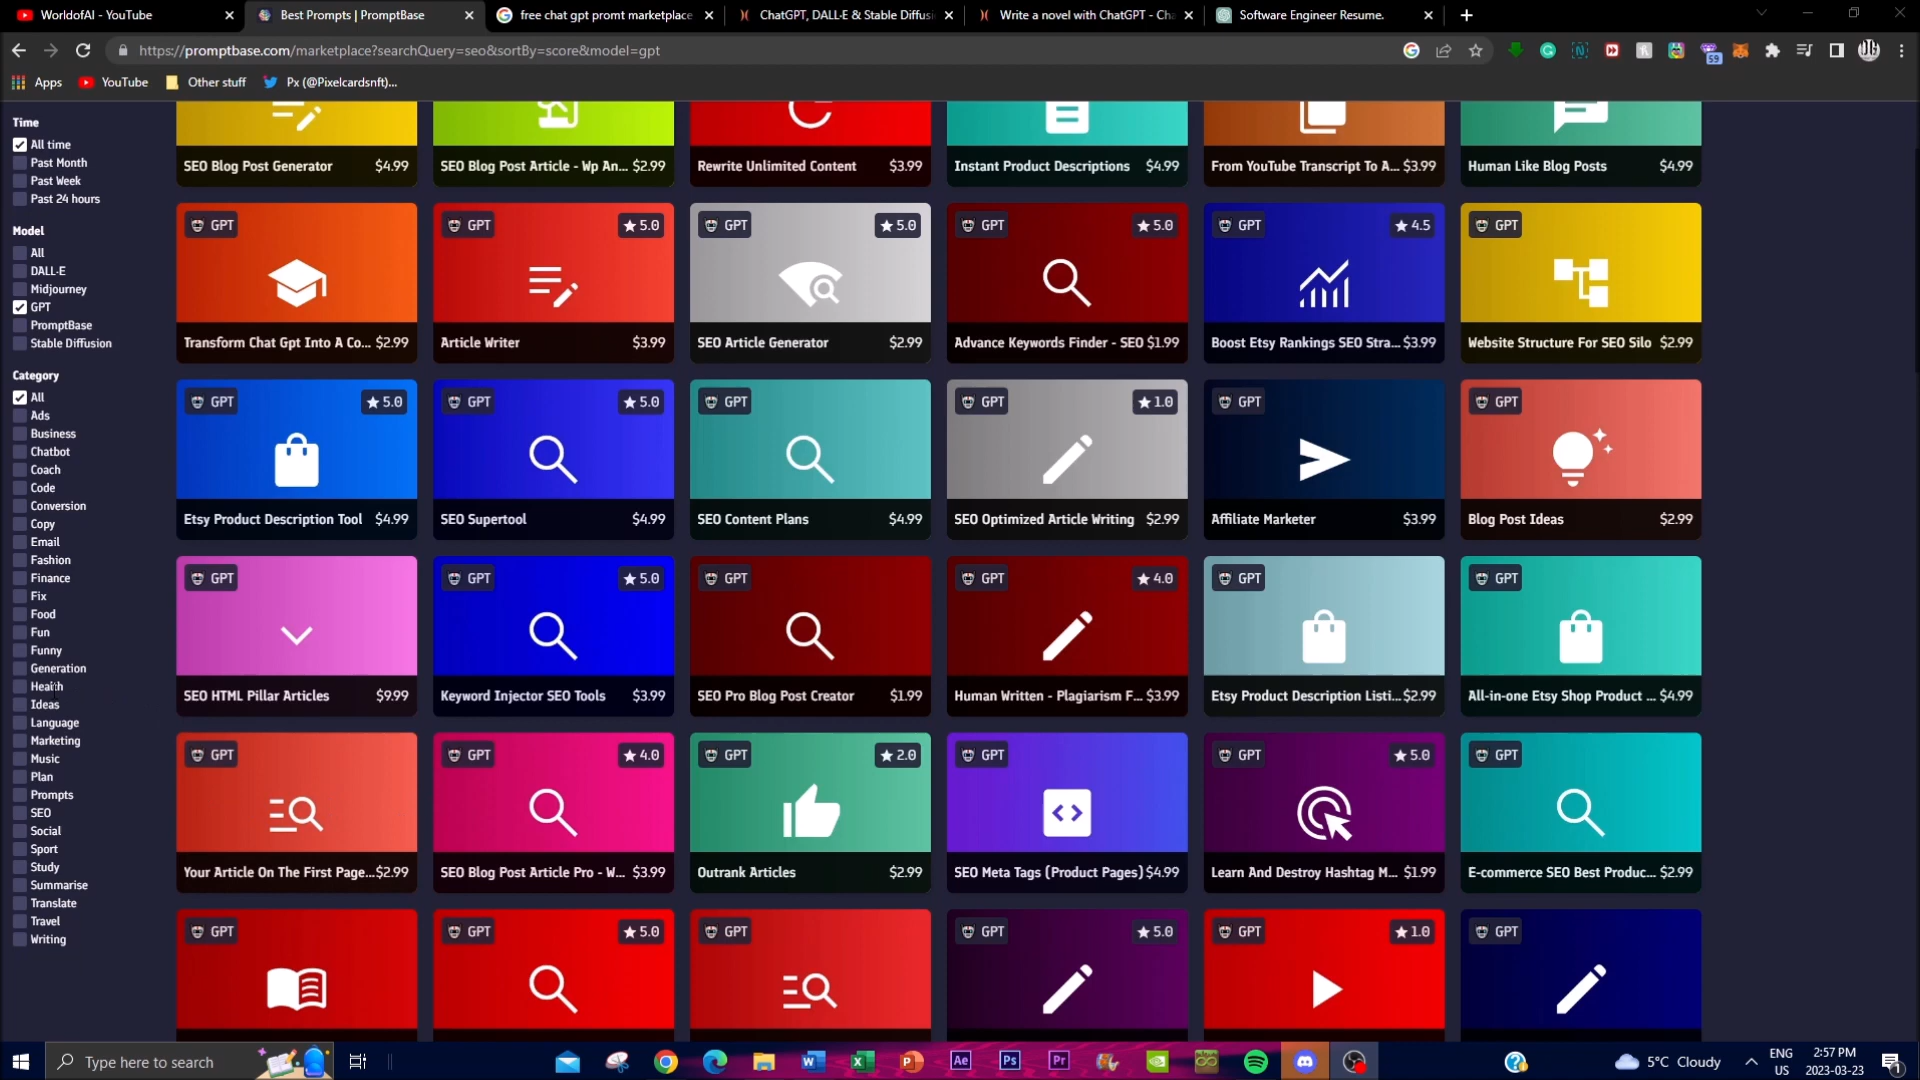 WorldofAI - YouTube
Best Prompts | PromptBase
free chat gpt promt marketplace
ChatGPT, DALL·E & Stable Diffusi
Write a novel with ChatGPT - Cha
Software Engineer Resume.
https://promptbase.com/marketplace?searchQuery=seo&sortBy=score&model=gpt
59
Apps
YouTube
Other stuff
Px (@Pixelcardsnft)...
Time
All time
Past Month
Past Week
Past 24 hours
Model
All
DALL·E
Midjourney
GPT
PromptBase
Stable Diffusion
Category
All
Ads
Business
Chatbot
Coach
Code
Conversion
Copy
Email
Fashion
Finance
Fix
Food
Fun
Funny
Generation
Health
Ideas
Language
Marketing
Music
Plan
Prompts
SEO
Social
Sport
Study
Summarise
Translate
Travel
Writing
SEO Blog Post Generator $4.99
SEO Blog Post Article - Wp An... $2.99
Rewrite Unlimited Content $3.99
Instant Product Descriptions $4.99
From YouTube Transcript To A... $3.99
Human Like Blog Posts $4.99
GPT
GPT 5.0
GPT 5.0
GPT 5.0
GPT 4.5
GPT
Transform Chat Gpt Into A Co... $2.99
Article Writer $3.99
SEO Article Generator $2.99
Advance Keywords Finder - SEO $1.99
Boost Etsy Rankings SEO Stra... $3.99
Website Structure For SEO Silo $2.99
GPT 5.0
GPT 5.0
GPT
GPT 1.0
GPT
GPT
Etsy Product Description Tool $4.99
SEO Supertool $4.99
SEO Content Plans $4.99
SEO Optimized Article Writing $2.99
Affiliate Marketer $3.99
Blog Post Ideas $2.99
GPT
GPT 5.0
GPT
GPT 4.0
GPT
GPT
SEO HTML Pillar Articles $9.99
Keyword Injector SEO Tools $3.99
SEO Pro Blog Post Creator $1.99
Human Written - Plagiarism F... $3.99
Etsy Product Description Listi... $2.99
All-in-one Etsy Shop Product ... $4.99
GPT
GPT 4.0
GPT 2.0
GPT
GPT 5.0
GPT
Your Article On The First Page... $2.99
SEO Blog Post Article Pro - W... $3.99
Outrank Articles $2.99
SEO Meta Tags (Product Pages) $4.99
Learn And Destroy Hashtag M... $1.99
E-commerce SEO Best Produc... $2.99
GPT
GPT 5.0
GPT
GPT 5.0
GPT 1.0
GPT
Type here to search
Ae
Ps
Pr
5°C Cloudy
ENG
US
2:57 PM
2023-03-23
1